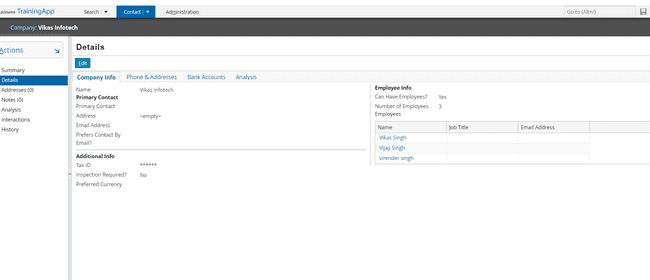 TrainingApp Search Contact Administration Go to (Alt+/)
Company: Vikas Infotech
Actions
Summary
Details
Addresses (0)
Notes (0)
Analysis
Interactions
History
Details
Company Info Phone & Addresses Bank Accounts Analysis
Name Vikas Infotech
Primary Contact
Primary Contact
Address <empty>
Email Address
Prefers Contact By
Email?
Additional Info
Tax ID ******
Inspection Required? No
Preferred Currency
Employee Info
Can Have Employees? Yes
Number of Employees 3
Employees
Name Job Title Email Address
Vikas Singh
Vijay Singh
virender singh